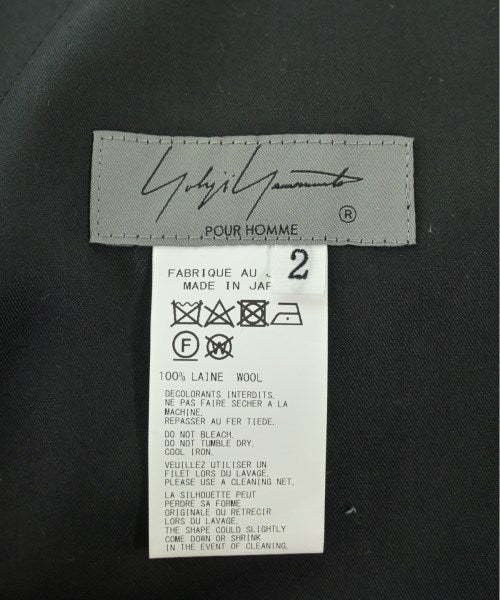 Yohji Yamamoto
®
POUR HOMME
2
FABRIQUE AU
MADE IN JAP
F W
100% LAINE WOOL
DECOLORANTS INTERDITS.
NE PAS FAIRE SECHER A LA
MACHINE.
REPASSER AU FER TIEDE.
DO NOT BLEACH.
DO NOT TUMBLE DRY.
COOL IRON.
VEUILLEZ UTILISER UN
FILET LORS DU LAVAGE.
PLEASE USE A CLEANING NET.
LA SILHOUETTE PEUT
PERDRE SA FORME
ORIGINALE OU RETRECIR
LORS DU LAVAGE.
THE SHAPE COULD SLIGHTLY
COME DOWN OR SHRINK
IN THE EVENT OF CLEANING.